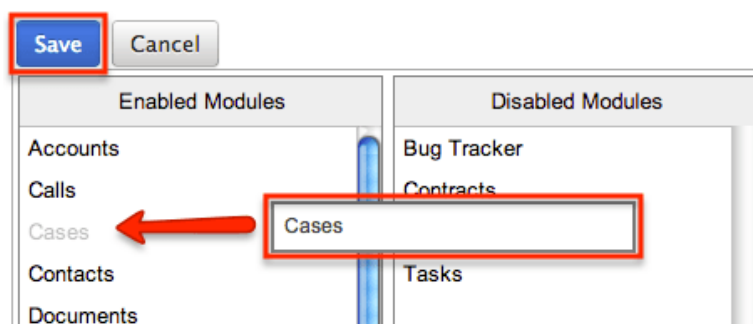 Save Cancel
Enabled Modules Disabled Modules
Accounts Bug Tracker
Calls Contracts
Cases Cases
Contacts Tasks
Documents